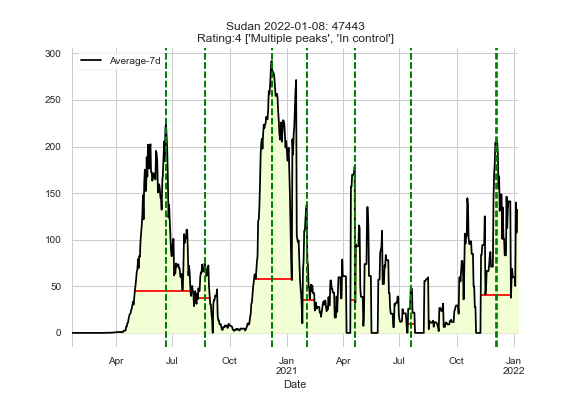 Sudan 2022-01-08: 47443
Rating:4 ['Multiple peaks', 'In control']
Average-7d
300
250
200
150
100
50
0
Apr Jul Oct Jan Apr Jul Oct Jan
2021 2022
Date